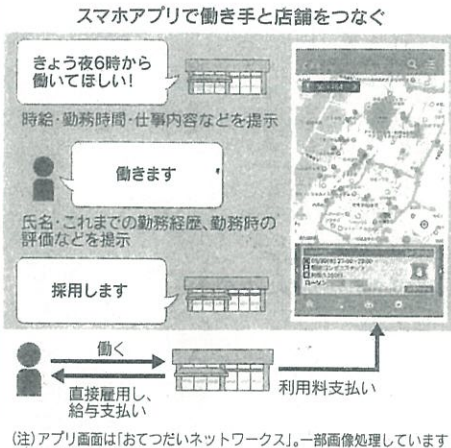 スマホアプリで働き手と店舗をつなぐ
きょう夜6時から
働いてほしい!
時給・勤務時間・仕事内容などを提示
働きます
氏名・これまでの勤務経歴、勤務時の
評価などを提示
採用します
働く
直接雇用し、
給与支払い
利用料支払い
(注)アプリ画面は「おてつだいネットワークス」。一部画像処理しています